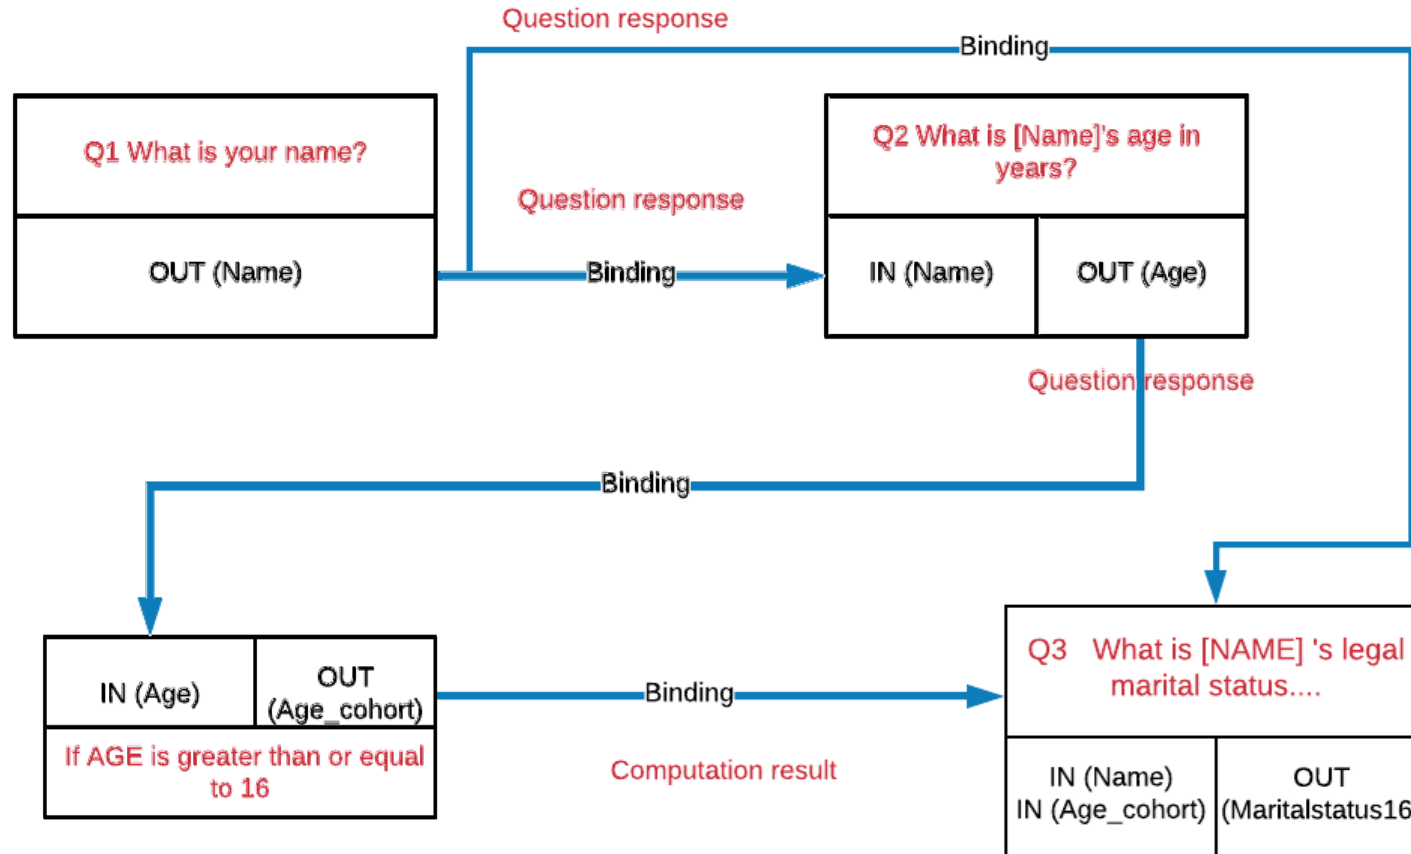 Question response
Binding
Q1 What is your name?
Q2 What is [Name]'s age in
years?
Question response
OUT (Name)
Binding
IN (Name)
OUT (Age)
Question response
Binding
IN (Age)
OUT
(Age_cohort)
If AGE is greater than or equal
to 16
Binding
Computation result
Q3 What is [NAME] 's legal
marital status....
IN (Name)
IN (Age_cohort)
OUT
(Maritalstatus16